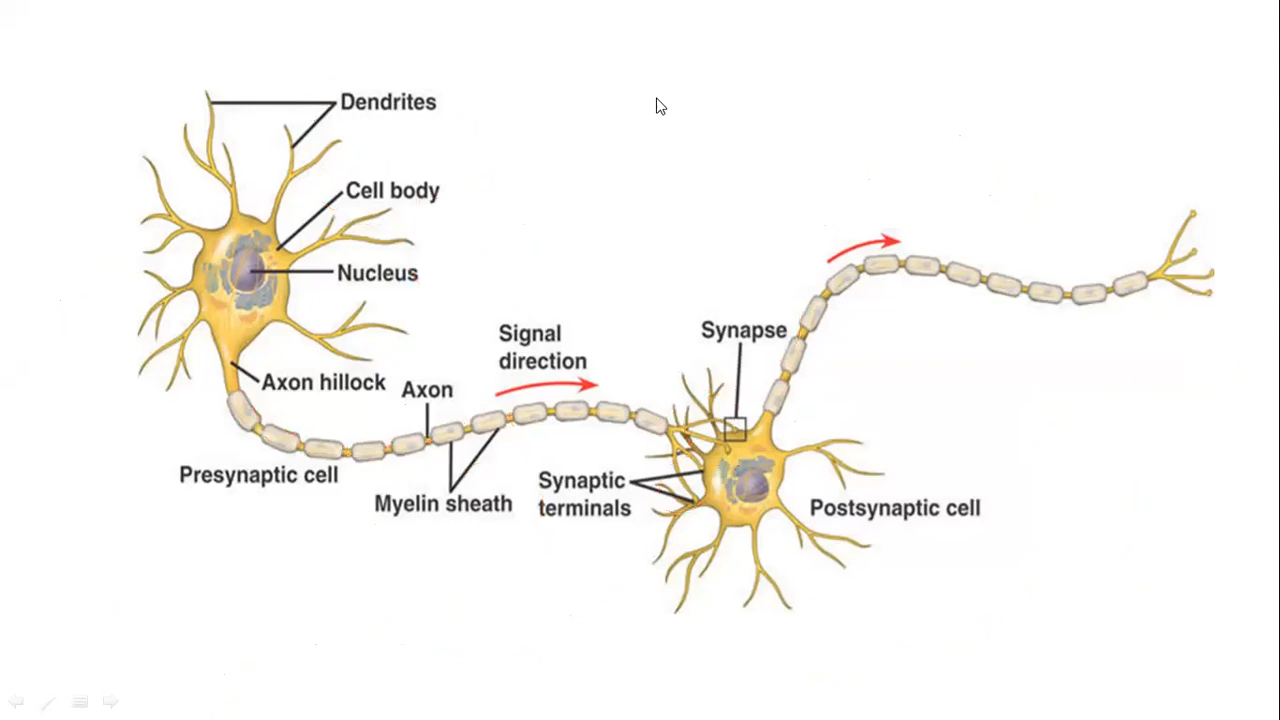 Dendrites
Cell body
Nucleus
Signal
direction
Synapse
Axon hillock
Axon
Presynaptic cell
Myelin sheath
Synaptic
terminals
Postsynaptic cell